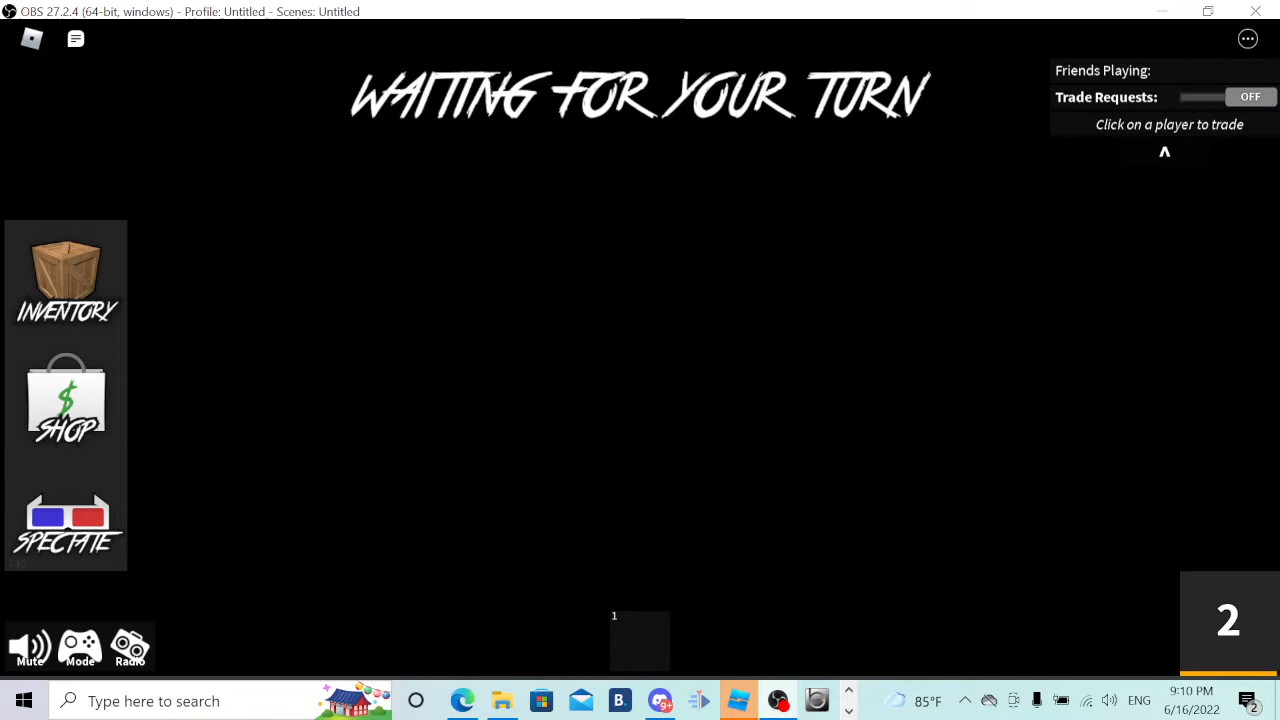 OBS 27.2.4 (64-bit, windows) - Profile: Untitled - Scenes: Untitled
WAITING FOR YOUR TURN
Friends Playing:
Trade Requests: OFF
Click on a player to trade
^
INVENTORY
$
SHOP
SPECTATE
1
2
Mute Mode Radio
Type here to search
B.
9+
85°F
ENG
9:10 PM
6/16/2022
2